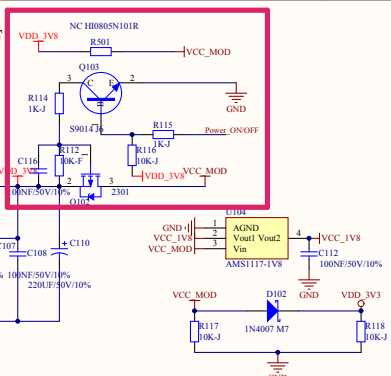 NC HI0805N101R
VDD_3V8
R501
VCC_MOD
Q103
3
C
E
2
R114
1K-J
GND
S9014J6
R115
Power_ON/OFF
1K-J
R116
10K-J
C116
R112
10K-F
1
VDD_3V8
VCC_MOD
2
3
2301
100NF/50V/10%
Q102
U104
GND
1
AGND
VCC_1V8
2
Vout1 Vout2
4
VCC_1V8
VCC_MOD
3
Vin
AMS1117-1V8
C107
C108
C110
C112
100NF/50V/10%
GND
100NF/50V/10%
220UF/50V/10%
VCC_MOD
D102
VDD_3V3
R117
10K-J
1N4007 M7
R118
10K-J
GND